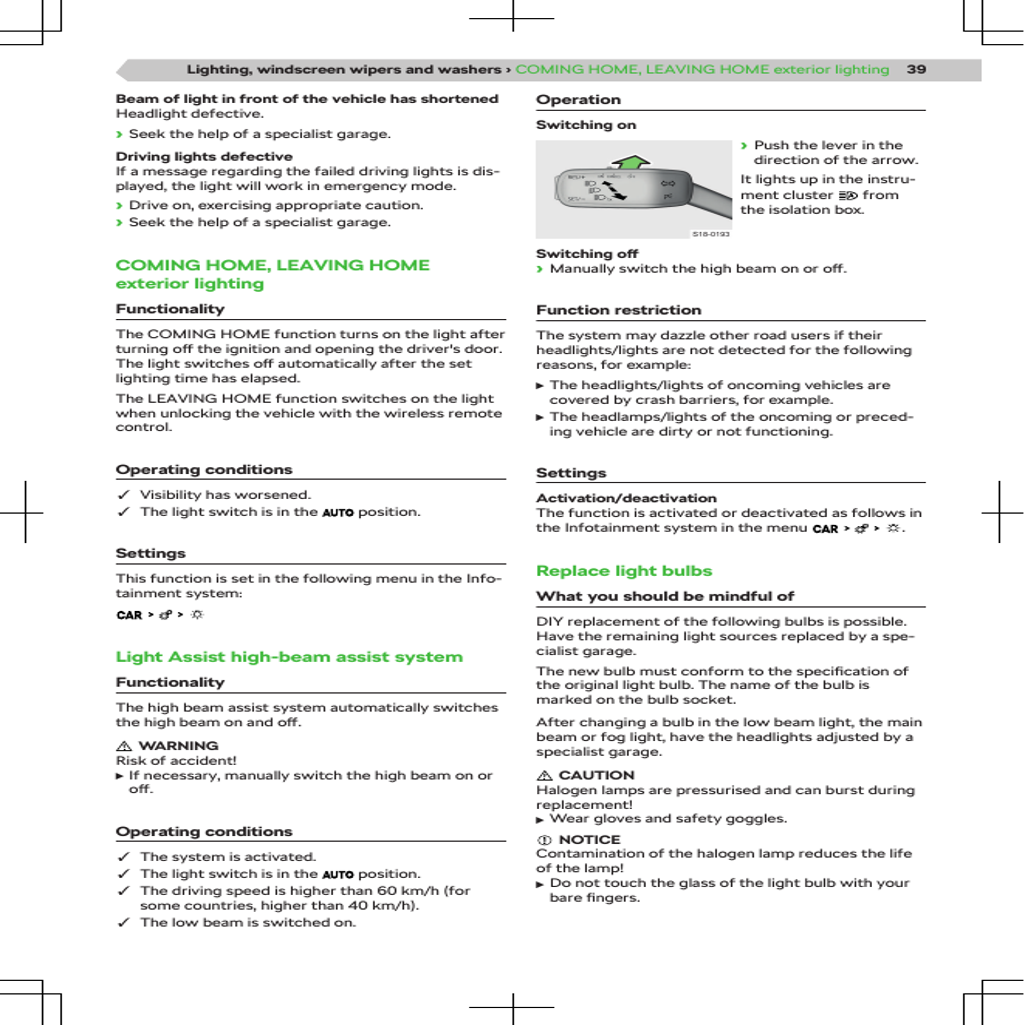 Lighting, windscreen wipers and washers › COMING HOME, LEAVING HOME exterior lighting 39
Beam of light in front of the vehicle has shortened
Headlight defective.
› Seek the help of a specialist garage.
Driving lights defective
If a message regarding the failed driving lights is dis-
played, the light will work in emergency mode.
› Drive on, exercising appropriate caution.
› Seek the help of a specialist garage.
COMING HOME, LEAVING HOME
exterior lighting
Functionality
The COMING HOME function turns on the light after
turning off the ignition and opening the driver's door.
The light switches off automatically after the set
lighting time has elapsed.
The LEAVING HOME function switches on the light
when unlocking the vehicle with the wireless remote
control.
Operating conditions
✓ Visibility has worsened.
✓ The light switch is in the AUTO position.
Settings
This function is set in the following menu in the Info-
tainment system:
CAR > >
Light Assist high-beam assist system
Functionality
The high beam assist system automatically switches
the high beam on and off.
WARNING
Risk of accident!
▶ If necessary, manually switch the high beam on or
off.
Operating conditions
✓ The system is activated.
✓ The light switch is in the AUTO position.
✓ The driving speed is higher than 60 km/h (for
some countries, higher than 40 km/h).
✓ The low beam is switched on.
Operation
Switching on
S18-0193
› Push the lever in the
direction of the arrow.
It lights up in the instru-
ment cluster from
the isolation box.
Switching off
› Manually switch the high beam on or off.
Function restriction
The system may dazzle other road users if their
headlights/lights are not detected for the following
reasons, for example:
▶ The headlights/lights of oncoming vehicles are
covered by crash barriers, for example.
▶ The headlamps/lights of the oncoming or preced-
ing vehicle are dirty or not functioning.
Settings
Activation/deactivation
The function is activated or deactivated as follows in
the Infotainment system in the menu CAR > > .
Replace light bulbs
What you should be mindful of
DIY replacement of the following bulbs is possible.
Have the remaining light sources replaced by a spe-
cialist garage.
The new bulb must conform to the specification of
the original light bulb. The name of the bulb is
marked on the bulb socket.
After changing a bulb in the low beam light, the main
beam or fog light, have the headlights adjusted by a
specialist garage.
CAUTION
Halogen lamps are pressurised and can burst during
replacement!
▶ Wear gloves and safety goggles.
NOTICE
Contamination of the halogen lamp reduces the life
of the lamp!
▶ Do not touch the glass of the light bulb with your
bare fingers.